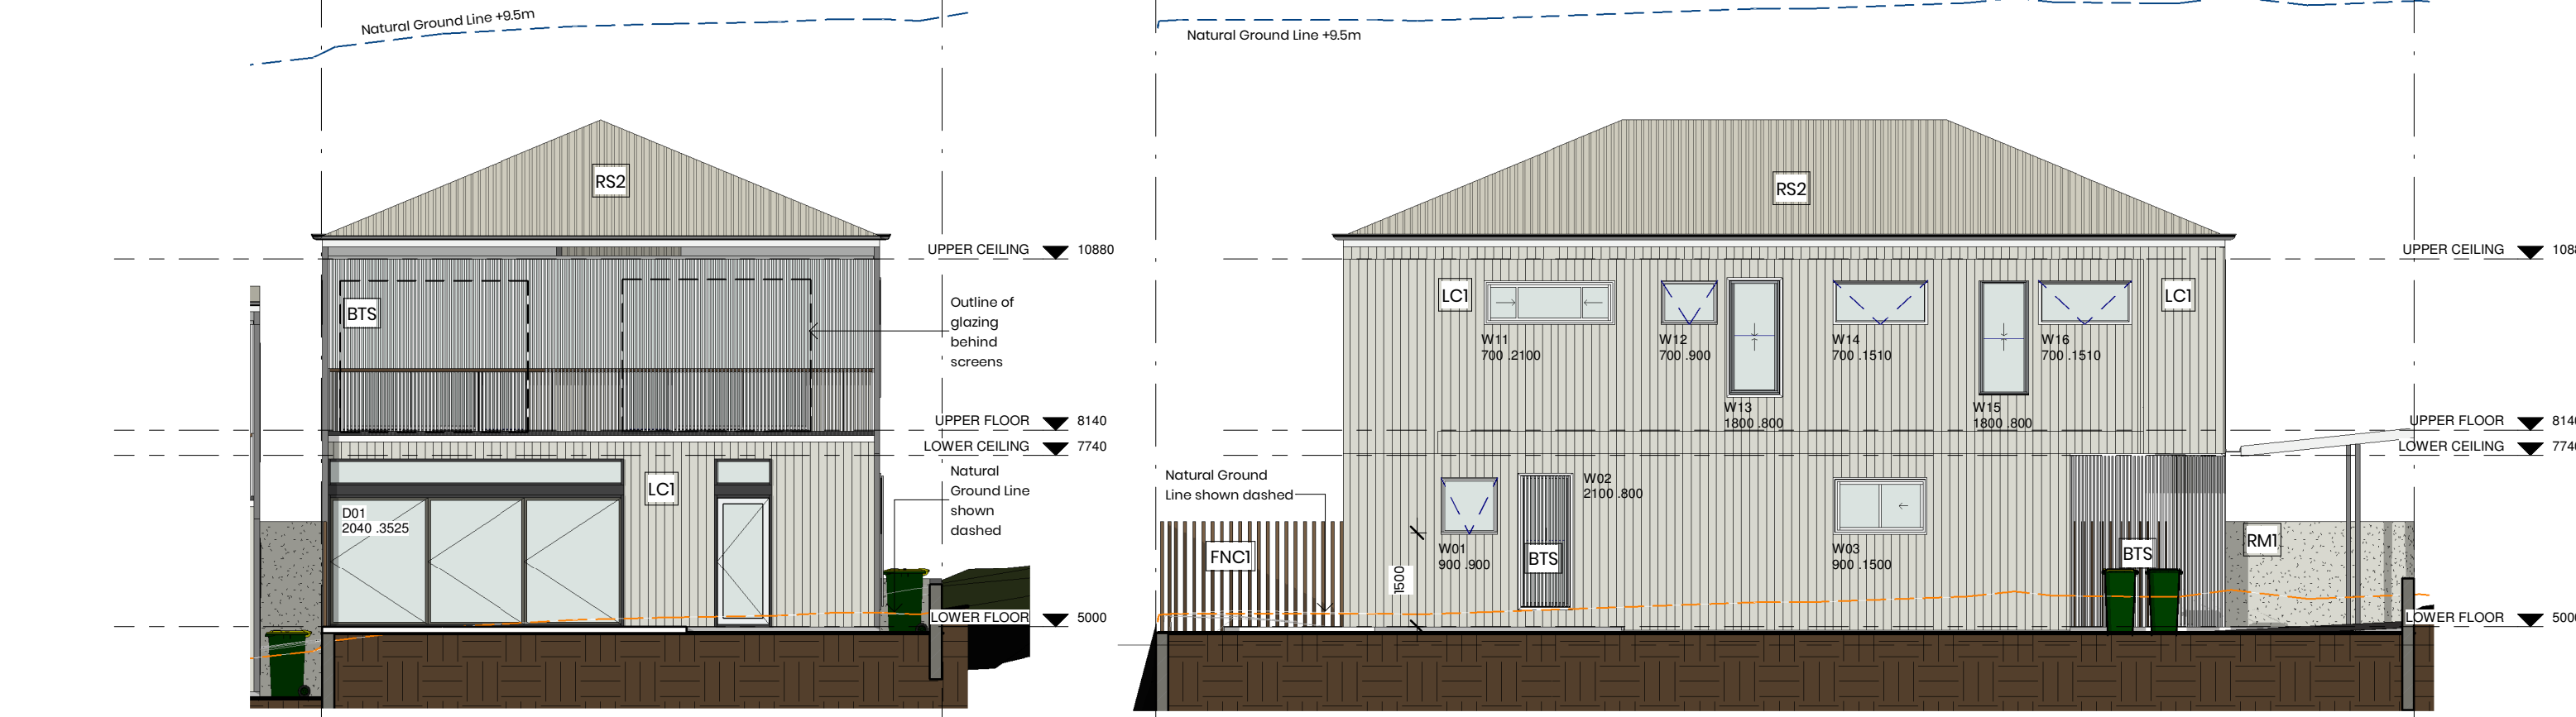 Natural Ground Line +9.5m
RS2
UPPER CEILING 10880
BTS
Outline of
glazing
behind
screens
UPPER FLOOR 8140
LOWER CEILING 7740
LC1
Natural
Ground Line
shown
dashed
D01
2040 .3525
LOWER FLOOR 5000
Natural Ground Line +9.5m
RS2
UPPER CEILING 1088
LC1
LC1
W11
700 .2100
W12
700 .900
W14
700 .1510
W16
700 .1510
W13
1800 .800
W15
1800 .800
UPPER FLOOR 8140
LOWER CEILING 7740
Natural Ground
Line shown dashed
W02
2100 .800
FNC1
W01
900 .900
BTS
W03
900 .1500
BTS
RM1
1500
LOWER FLOOR 5000